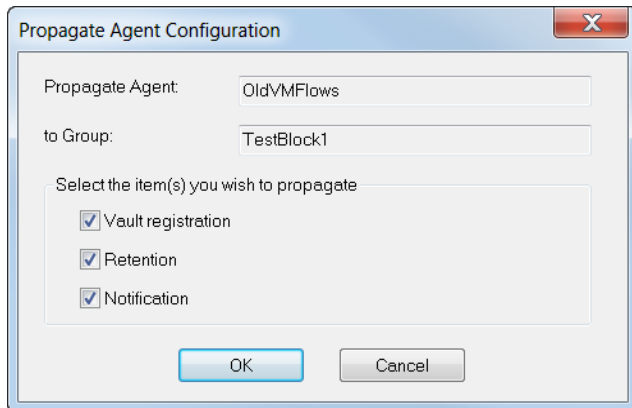 Propagate Agent Configuration
Propagate Agent: OldVMFlows
to Group: TestBlock1
Select the item(s) you wish to propagate
Vault registration
Retention
Notification
OK Cancel